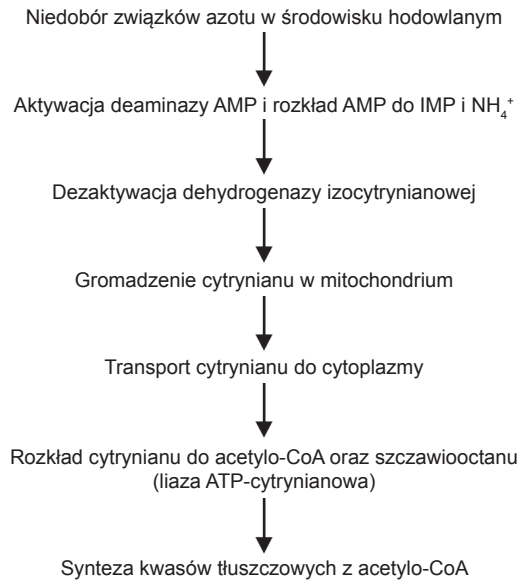 Niedobór związków azotu w środowisku hodowlanym
Aktywacja deaminazy AMP i rozkład AMP do IMP i NH₄⁺
Dezaktywacja dehydrogenazy izocytrynianowej
Gromadzenie cytrynianu w mitochondrium
Transport cytrynianu do cytoplazmy
Rozkład cytrynianu do acetylo-CoA oraz szczawiooctanu
(liaza ATP-cytrynianowa)
Synteza kwasów tłuszczowych z acetylo-CoA